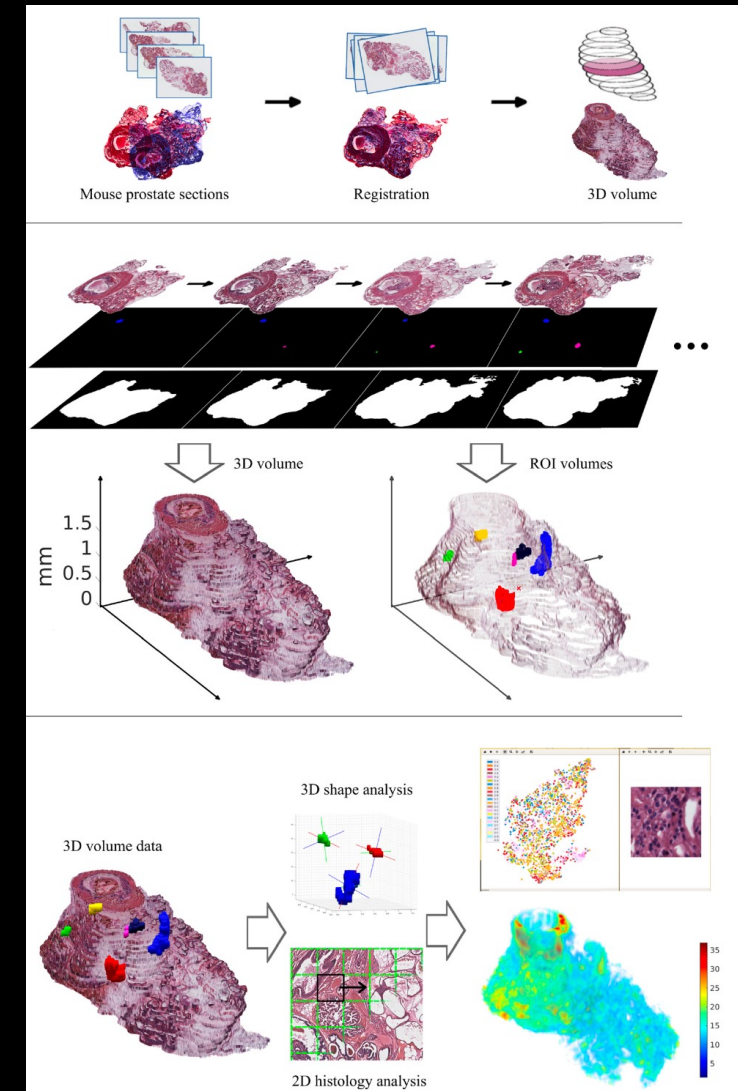 Mouse prostate sections
Registration
3D volume
3D volume
ROI volumes
mm
1.5
1
0.5
0
3D shape analysis
3D volume data
2D histology analysis
35
30
25
20
15
10
5